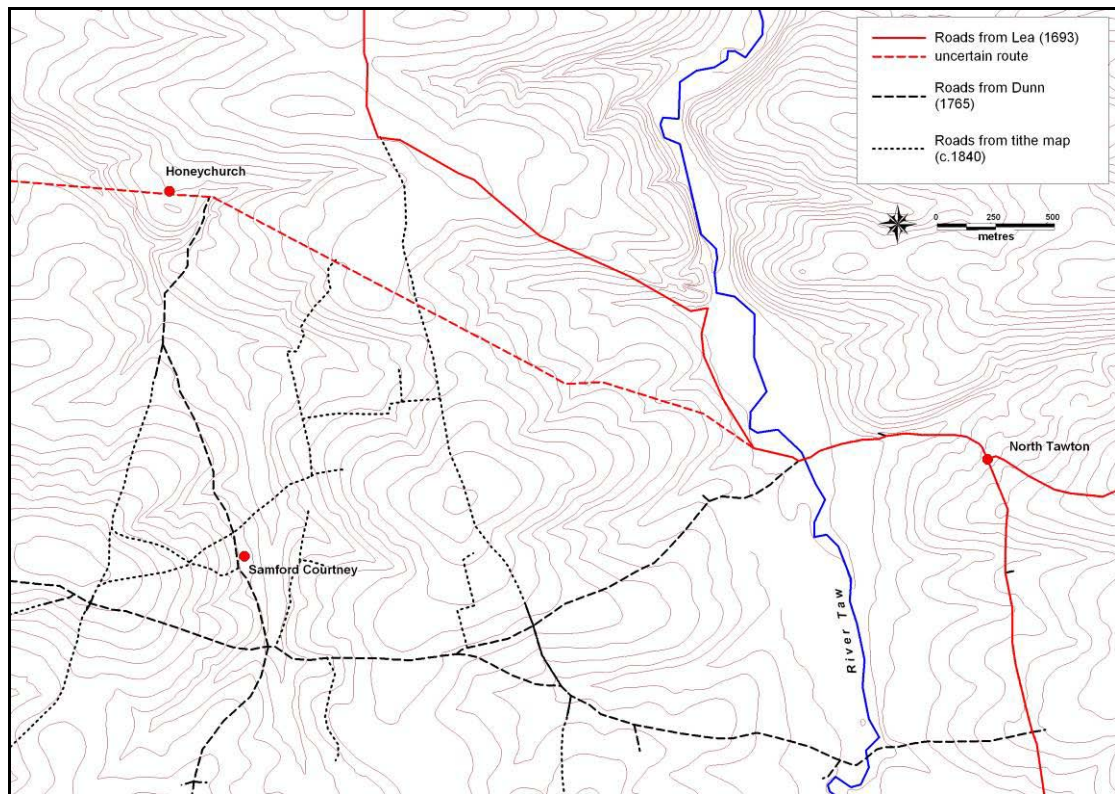 Roads from Lea (1693)
uncertain route
Roads from Dunn
(1765)
Roads from tithe map
(c.1840)
Honeychurch
0 250 500
metres
North Tawton
Samford Courtney
River Taw